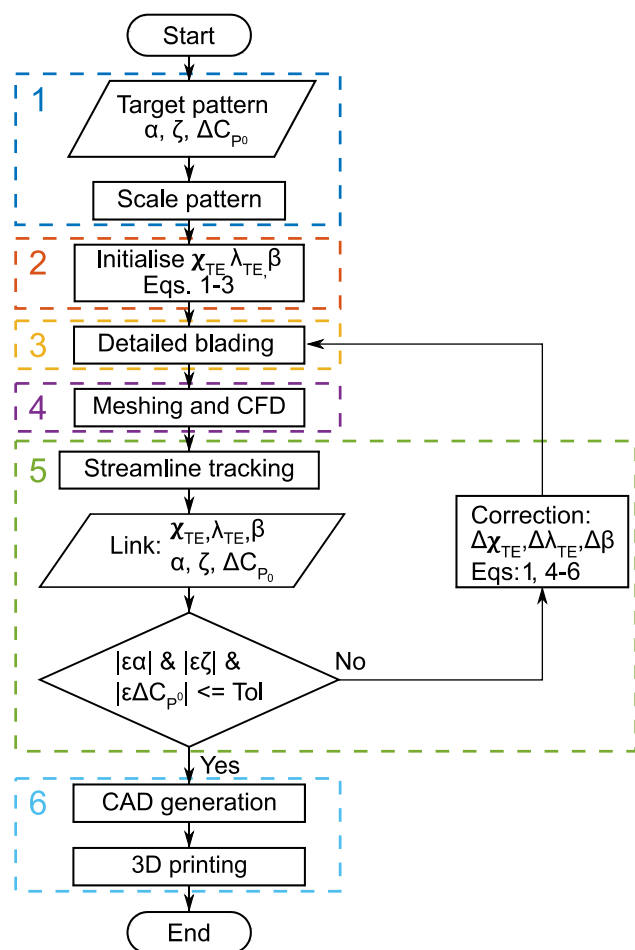 Start
1
Target pattern
α, ζ, ΔC_P⁰
Scale pattern
2
Initialise χ_TE λ_TE, β
Eqs. 1-3
3
Detailed blading
4
Meshing and CFD
5
Streamline tracking
Link: χ_TE,λ_TE,β
α, ζ, ΔC_P₀
Correction:
Δχ_TE,Δλ_TE,Δβ
Eqs:1, 4-6
|εα| & |εζ| &
|εΔC_P⁰| <= Tol
No
Yes
6
CAD generation
3D printing
End